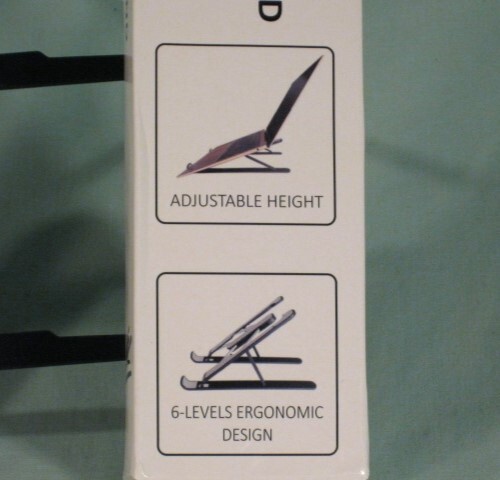 D
ADJUSTABLE HEIGHT
6-LEVELS ERGONOMIC
DESIGN